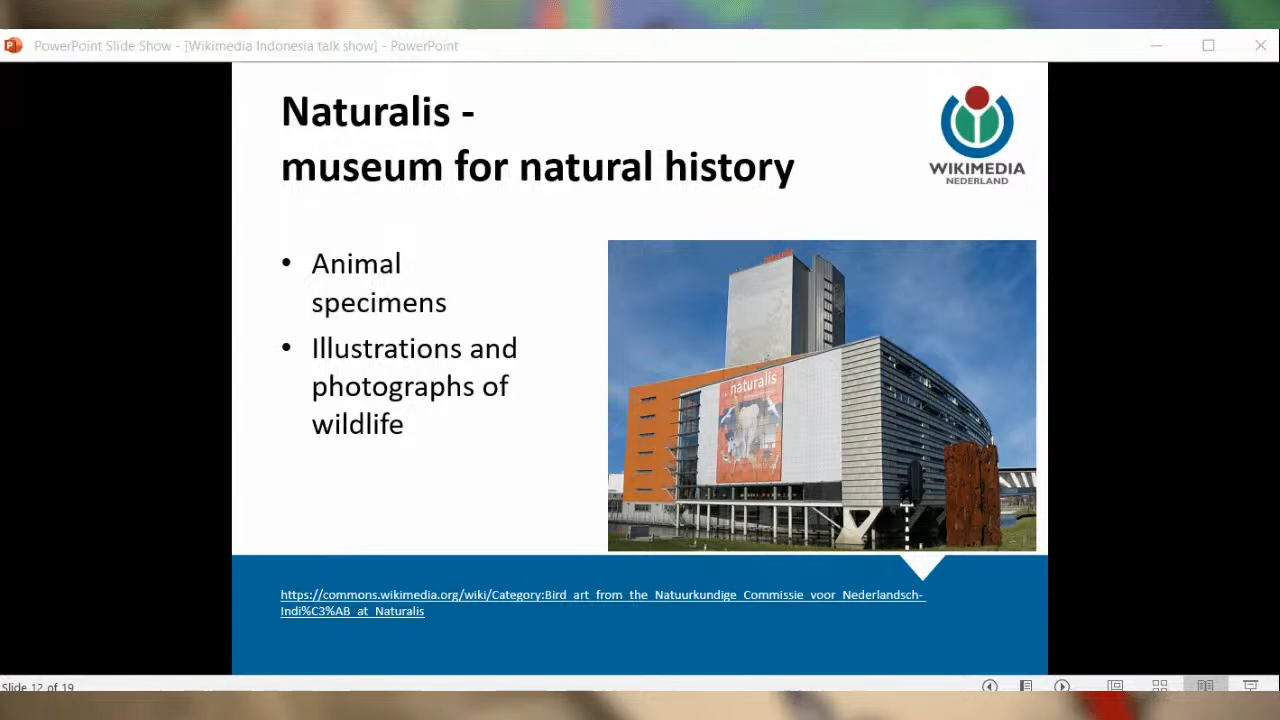 PowerPoint Slide Show - [Wikimedia Indonesia talk show] - PowerPoint
Naturalis -
museum for natural history
WIKIMEDIA
NEDERLAND
• Animal
specimens
• Illustrations and
photographs of
wildlife
naturalis
https://commons.wikimedia.org/wiki/Category:Bird_art_from_the_Natuurkundige_Commissie_voor_Nederlandsch-
Indi%C3%AB_at_Naturalis
Slide 12 of 19